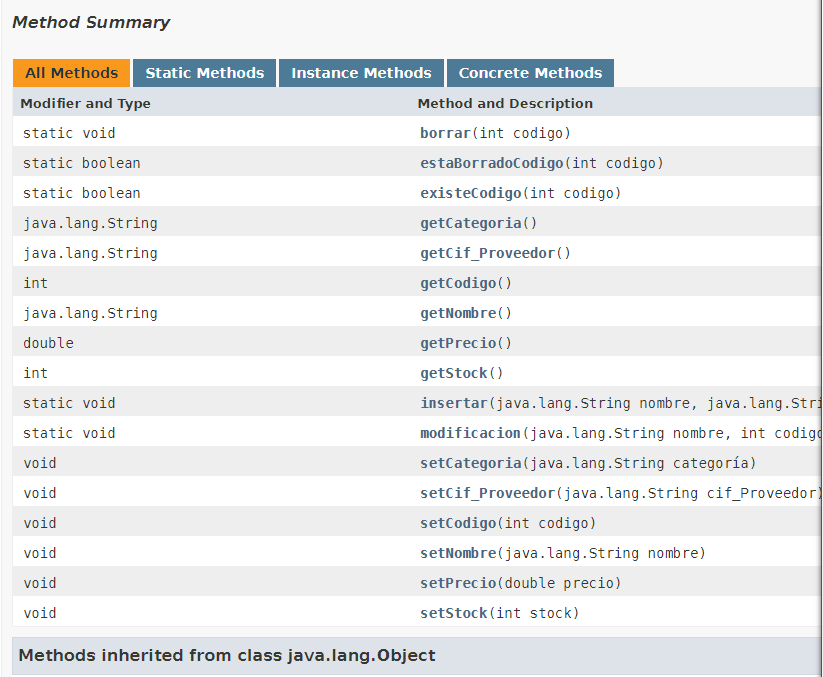 Method Summary
All Methods Static Methods Instance Methods Concrete Methods
Modifier and Type Method and Description
static void borrar(int codigo)
static boolean estaBorradoCodigo(int codigo)
static boolean existeCodigo(int codigo)
java.lang.String getCategoria()
java.lang.String getCif_Proveedor()
int getCodigo()
java.lang.String getNombre()
double getPrecio()
int getStock()
static void insertar(java.lang.String nombre, java.lang.Stri
static void modificacion(java.lang.String nombre, int codigo
void setCategoria(java.lang.String categoría)
void setCif_Proveedor(java.lang.String cif_Proveedor)
void setCodigo(int codigo)
void setNombre(java.lang.String nombre)
void setPrecio(double precio)
void setStock(int stock)
Methods inherited from class java.lang.Object